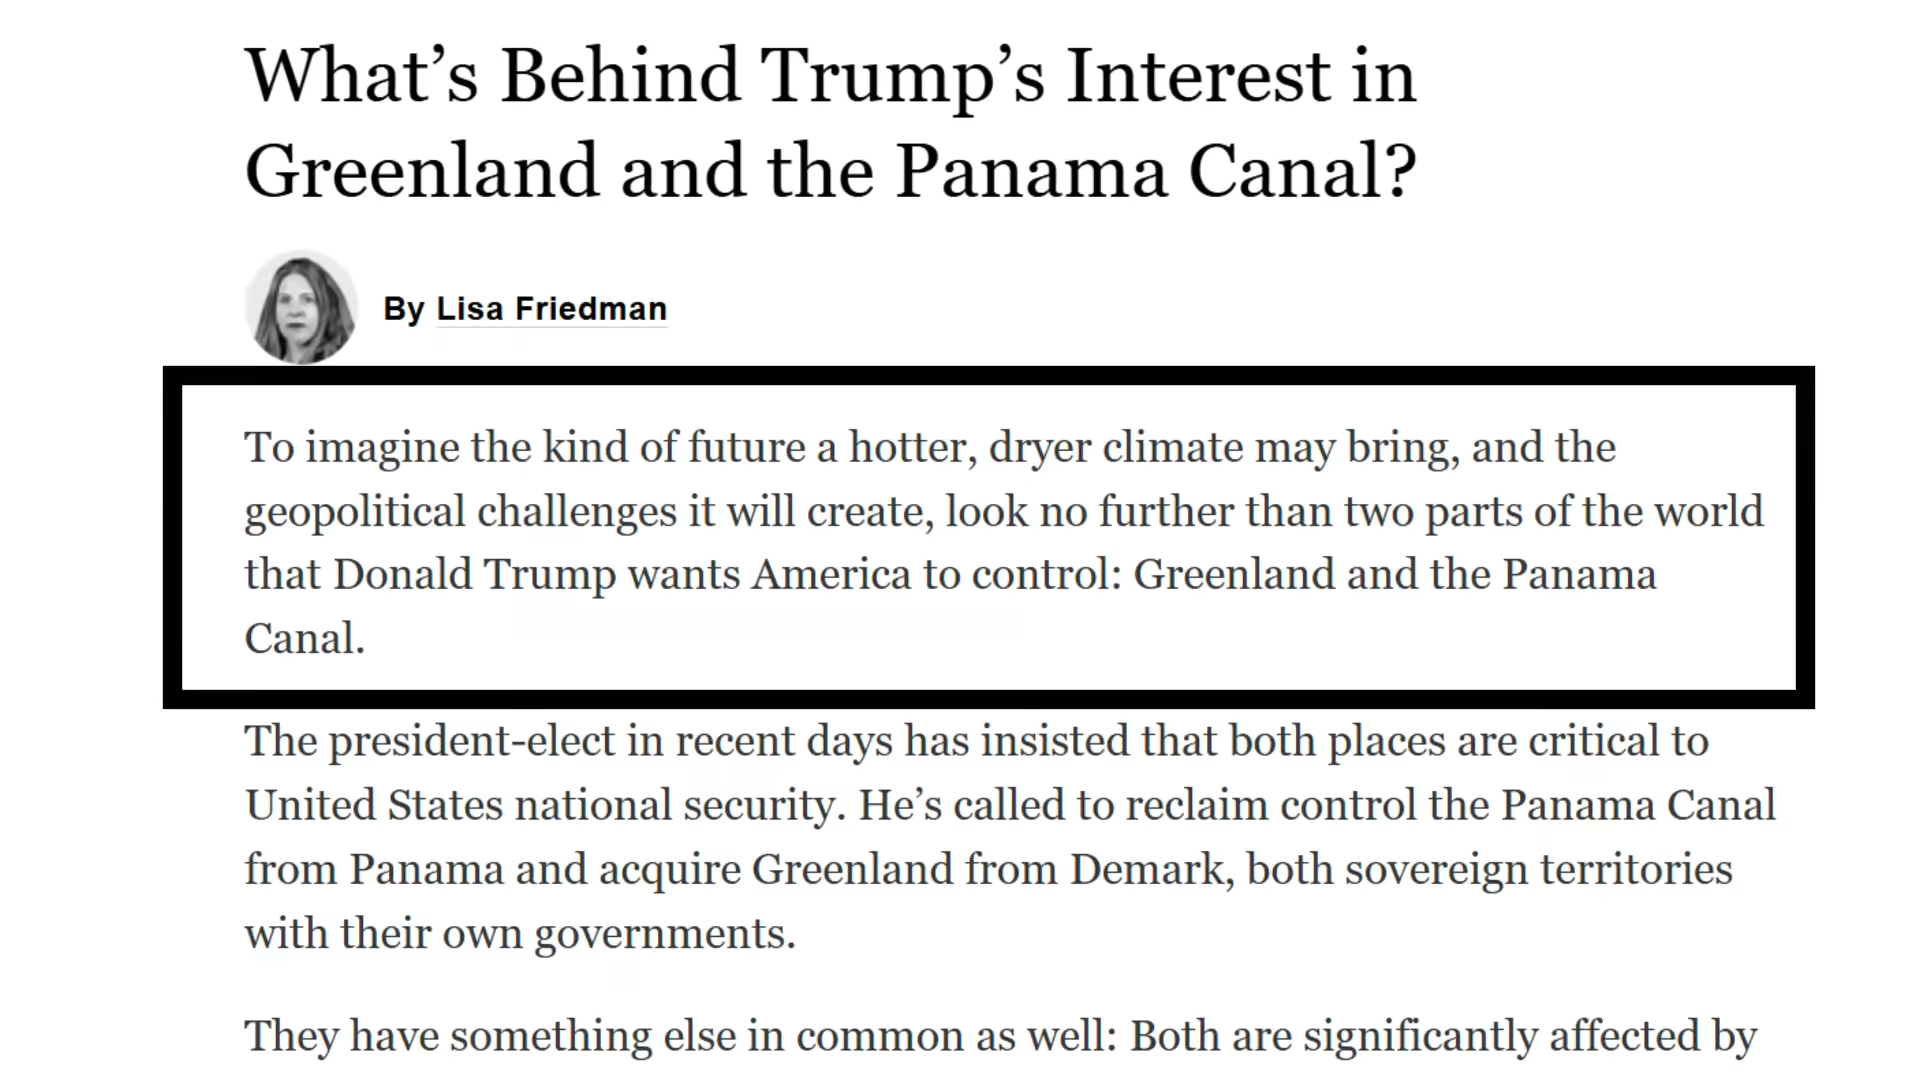 What’s Behind Trump’s Interest in
Greenland and the Panama Canal?
By Lisa Friedman
To imagine the kind of future a hotter, dryer climate may bring, and the
geopolitical challenges it will create, look no further than two parts of the world
that Donald Trump wants America to control: Greenland and the Panama
Canal.
The president-elect in recent days has insisted that both places are critical to
United States national security. He’s called to reclaim control the Panama Canal
from Panama and acquire Greenland from Demark, both sovereign territories
with their own governments.
They have something else in common as well: Both are significantly affected by